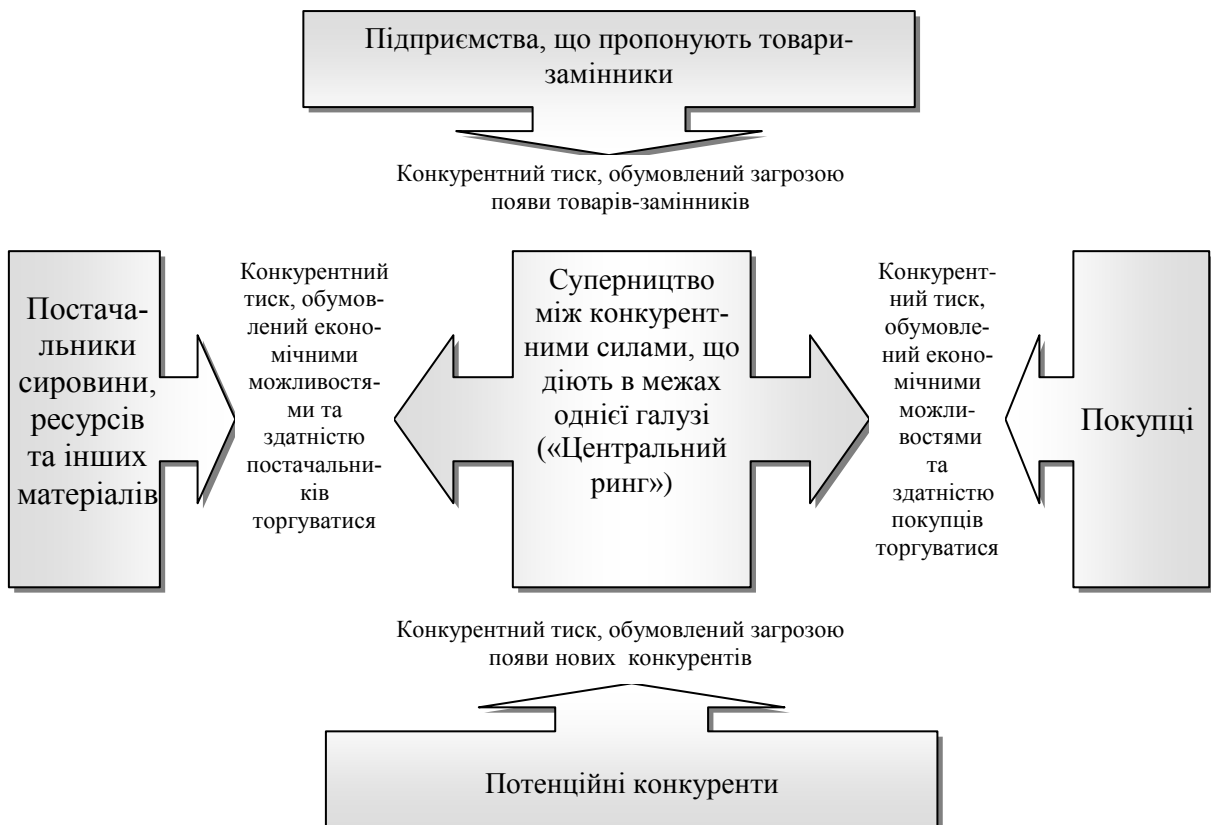 Підприємства, що пропонують товари-
замінники
Конкурентний тиск, обумовлений загрозою
появи товарів-замінників
Постача-
льники
сировини,
ресурсів
та інших
матеріалів
Конкурентний
тиск, обумов-
лений еконо-
мічними
можливостя-
ми та
здатністю
постачальни-
ків
торгуватися
Суперництво
між конкурент-
ними силами, що
діють в межах
однієї галузі
(«Центральний
ринг»)
Конкурент-
ний тиск,
обумовле-
ний еконо-
мічними
можли-
востями
та
здатністю
покупців
торгуватися
Покупці
Конкурентний тиск, обумовлений загрозою
появи нових конкурентів
Потенційні конкуренти